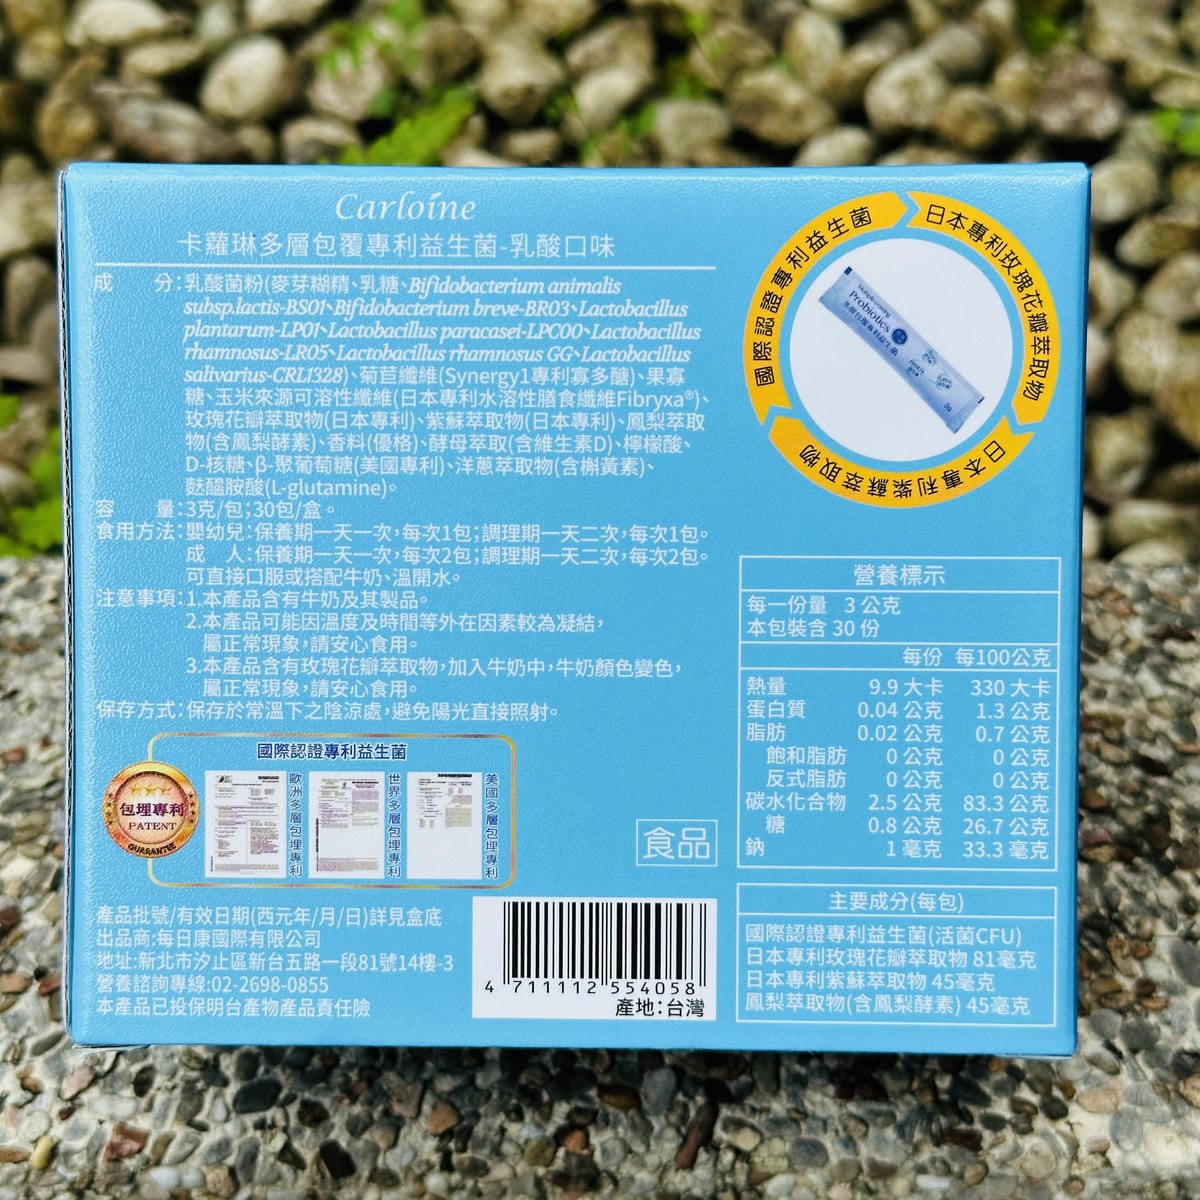 Carloine
卡蘿琳多層包覆專利益生菌-乳酸口味
成　　分:乳酸菌粉(麥芽糊精、乳糖、Bifidobacterium animalis
subsp.lactis-BS01、Bifidobacterium breve-BR03、Lactobacillus
plantarum-LP01、Lactobacillus paracasei-LPC00、Lactobacillus
rhamnosus-LR05、Lactobacillus rhamnosus GG、Lactobacillus
salivarius-CRL1328)、菊苣纖維(Synergy1專利寡多醣)、果寡
糖、玉米來源可溶性纖維(日本專利水溶性膳食纖維Fibryxa®)、
玫瑰花瓣萃取物(日本專利)、紫蘇萃取物(日本專利)、鳳梨萃取
物(含鳳梨酵素)、香料(優格)、酵母萃取(含維生素D)、檸檬酸、
D-核糖、β-聚葡萄糖(美國專利)、洋蔥萃取物(含槲黃素)、
麩醯胺酸(L-glutamine)。
容　　量:3克/包;30包/盒。
食用方法:嬰幼兒:保養期一天一次,每次1包;調理期一天二次,每次1包。
成　人:保養期一天一次,每次2包;調理期一天二次,每次2包。
可直接口服或搭配牛奶、溫開水。
注意事項:1.本產品含有牛奶及其製品。
2.本產品可能因溫度及時間等外在因素較為凝結,
屬正常現象,請安心食用。
3.本產品含有玫瑰花瓣萃取物,加入牛奶中,牛奶顏色變色,
屬正常現象,請安心食用。
保存方式:保存於常溫下之陰涼處,避免陽光直接照射。
國際認證專利益生菌
包埋專利
PATENT
GUARANTEE
歐洲多層包埋專利
世界多層包埋專利
美國多層包埋專利
食品
產品批號/有效日期(西元年/月/日)詳見盒底
出品商:每日康國際有限公司
地址:新北市汐止區新台五路一段81號14樓-3
營養諮詢專線:02-2698-0855
本產品已投保明台產物產品責任險
4 711112 554058
產地:台灣
國際認證專利益生菌
日本專利玫瑰花瓣萃取物
日本專利紫蘇萃取物
Multiple coating
Probiotics
多層包覆專利益生菌
3g
營養標示
每一份量 3 公克
本包裝含 30 份
每份 每100公克
熱量 9.9 大卡 330 大卡
蛋白質 0.04 公克 1.3 公克
脂肪 0.02 公克 0.7 公克
飽和脂肪 0 公克 0 公克
反式脂肪 0 公克 0 公克
碳水化合物 2.5 公克 83.3 公克
糖 0.8 公克 26.7 公克
鈉 1 毫克 33.3 毫克
主要成分(每包)
國際認證專利益生菌(活菌CFU)
日本專利玫瑰花瓣萃取物 81毫克
日本專利紫蘇萃取物 45毫克
鳳梨萃取物(含鳳梨酵素) 45毫克